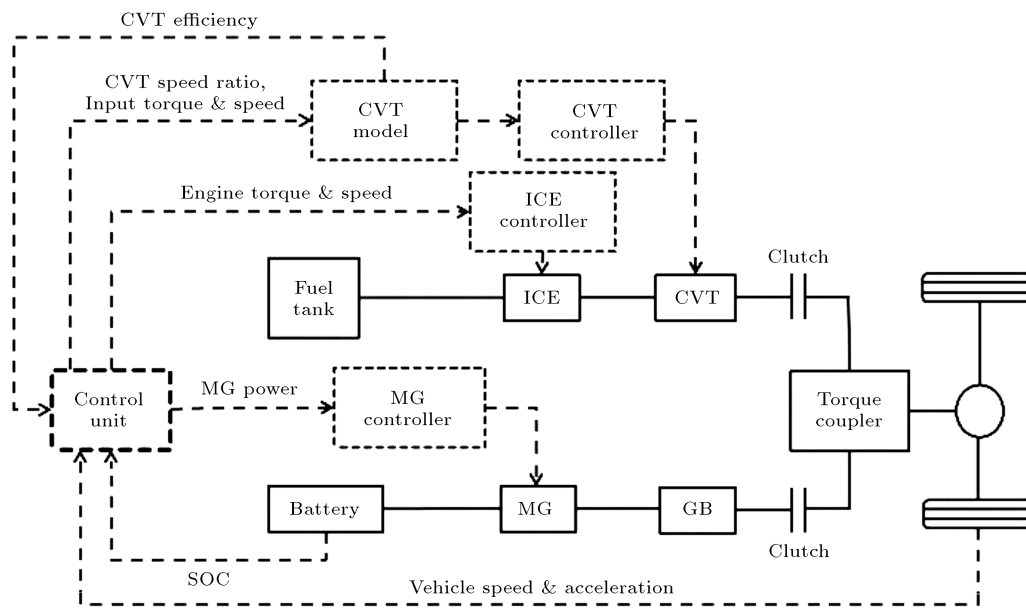 CVT efficiency
CVT speed ratio,
Input torque & speed
CVT
model
CVT
controller
Engine torque & speed
ICE
controller
Clutch
Fuel
tank
ICE
CVT
Control
unit
MG power
MG
controller
Torque
coupler
Battery
MG
GB
Clutch
SOC
Vehicle speed & acceleration